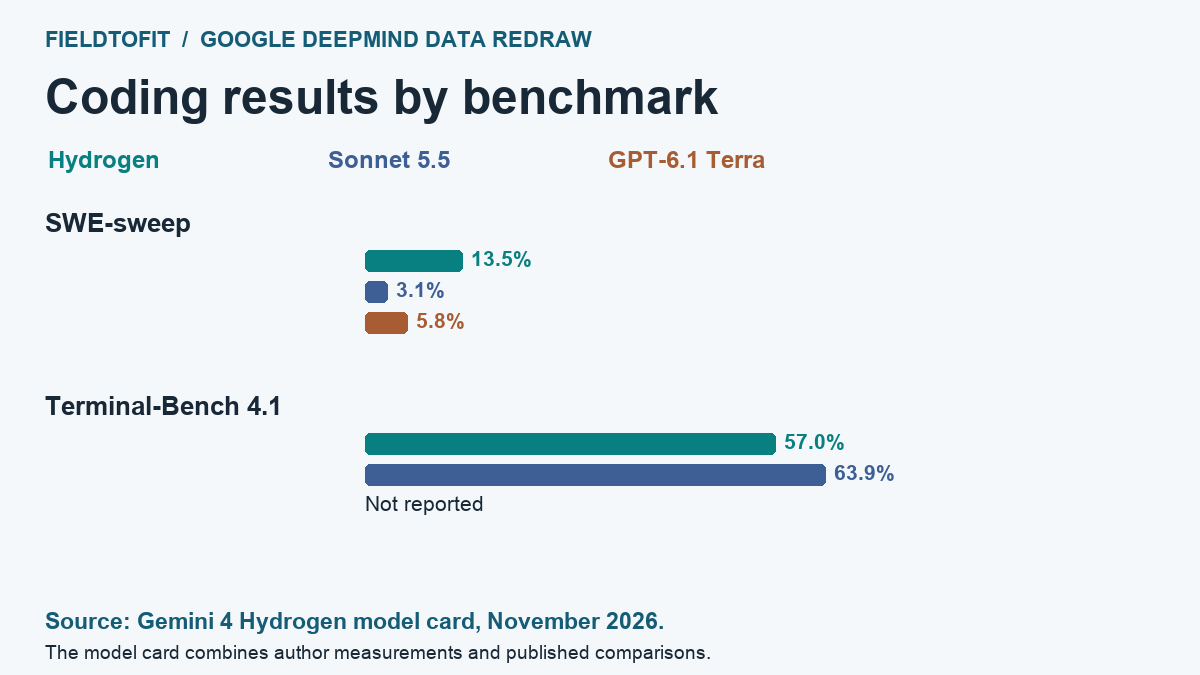 FIELDTOFIT / GOOGLE DEEPMIND DATA REDRAW
Coding results by benchmark
Hydrogen Sonnet 5.5 GPT-6.1 Terra
SWE-sweep
13.5%
3.1%
5.8%
Terminal-Bench 4.1
57.0%
63.9%
Not reported
Source: Gemini 4 Hydrogen model card, November 2026.
The model card combines author measurements and published comparisons.